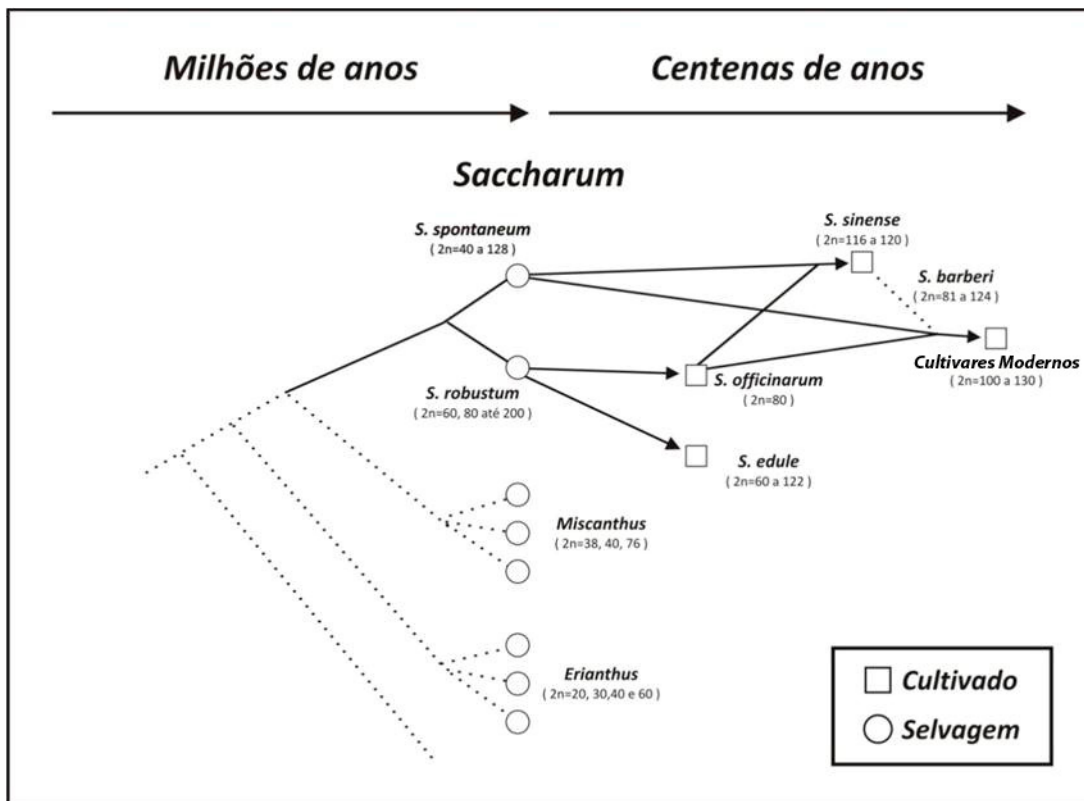 Milhões de anos
Centenas de anos
Saccharum
S. spontaneum
( 2n=40 a 128 )
S. sinense
( 2n=116 a 120 )
S. barberi
( 2n=81 a 124 )
Cultivares Modernos
( 2n=100 a 130 )
S. robustum
( 2n=60, 80 até 200 )
S. officinarum
( 2n=80 )
S. edule
( 2n=60 a 122 )
Miscanthus
( 2n=38, 40, 76 )
Erianthus
( 2n=20, 30,40 e 60 )
Cultivado
Selvagem